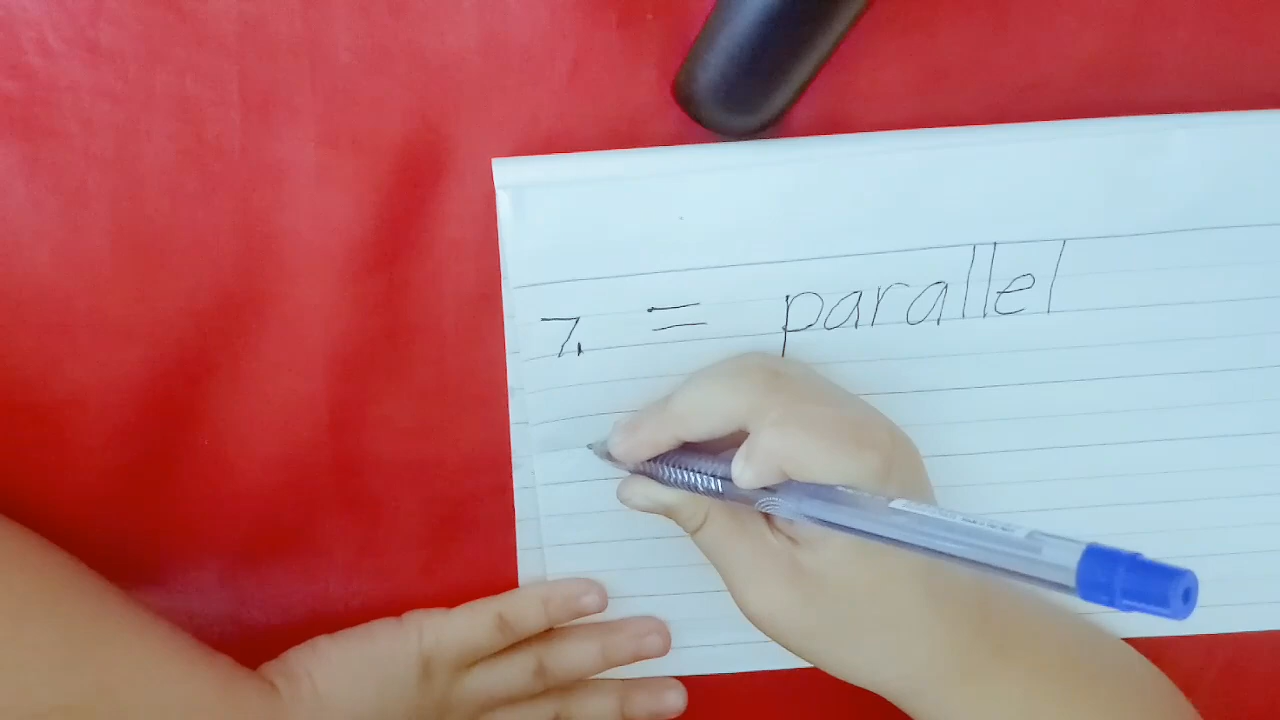 7. = parallel